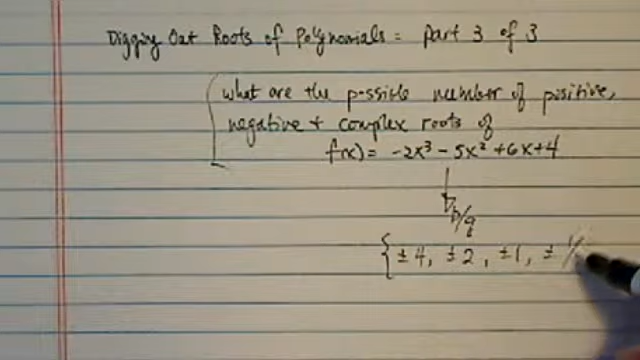 Digging Out Roots of Polynomials = Part 3 of 3
what are the possible number of positive,
negative + complex roots of
f(x) = -2x³ - 5x² + 6x + 4
p/q
{ ± 4, ± 2, ± 1, ± 1/